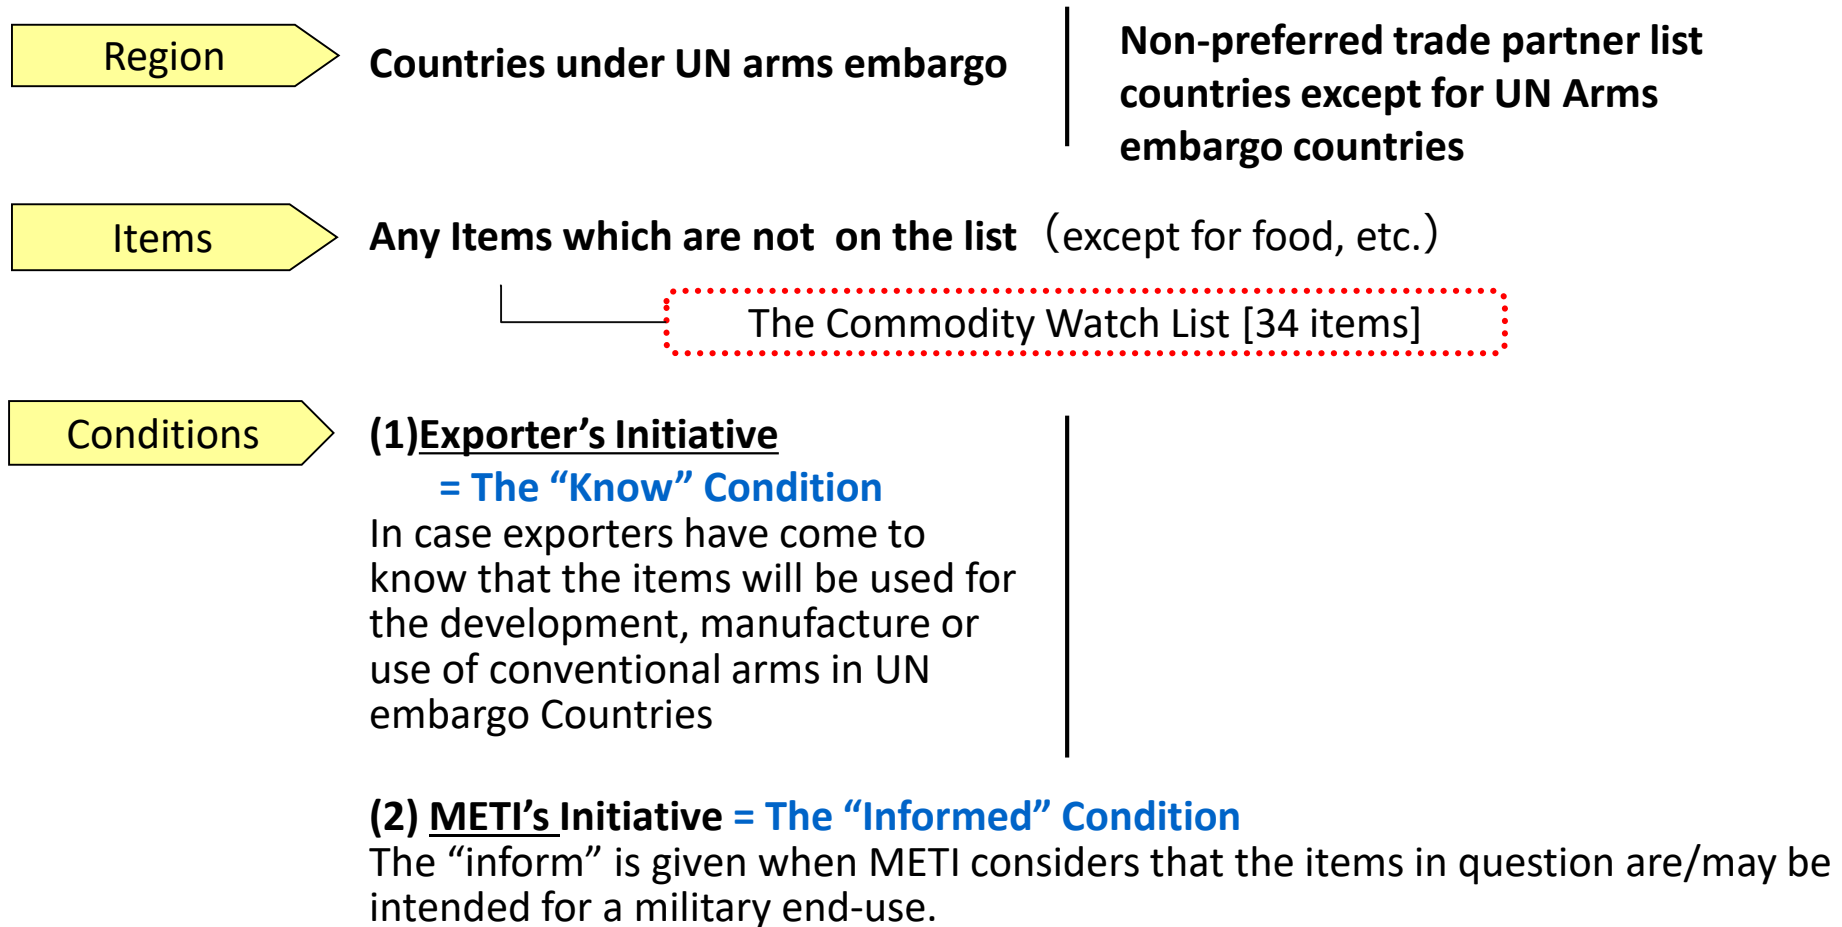 Region
Countries under UN arms embargo
Non-preferred trade partner list
countries except for UN Arms
embargo countries
Items
Any Items which are not  on the list（except for food, etc.）
The Commodity Watch List [34 items]
Conditions
(1)Exporter’s Initiative
= The “Know” Condition
In case exporters have come to
know that the items will be used for
the development, manufacture or
use of conventional arms in UN
embargo Countries
(2) METI’s Initiative = The “Informed” Condition
The “inform” is given when METI considers that the items in question are/may be
intended for a military end-use.